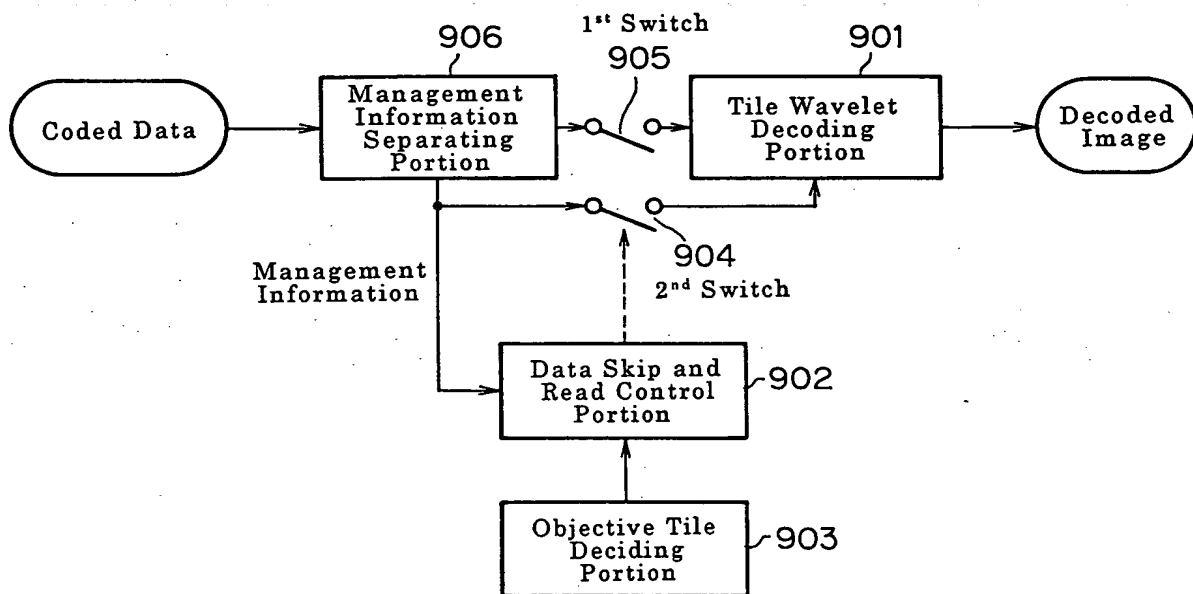 1st Switch
906
905
901
Coded Data
Management
Information
Separating
Portion
Tile Wavelet
Decoding
Portion
Decoded
Image
904
2nd Switch
Management
Information
Data Skip and
Read Control
Portion
902
Objective Tile
Deciding
Portion
903